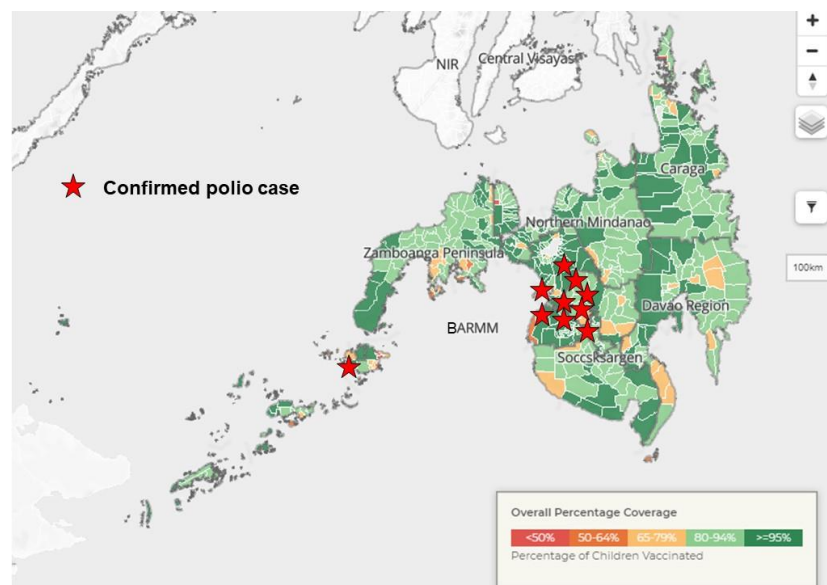 +
−
NIR
Central Visayas
Confirmed polio case
Caraga
Northern Mindanao
Zamboanga Peninsula
100km
Davao Region
BARMM
Soccsksargen
Overall Percentage Coverage
<50% 50-64% 65-79% 80-94% >=95%
Percentage of Children Vaccinated